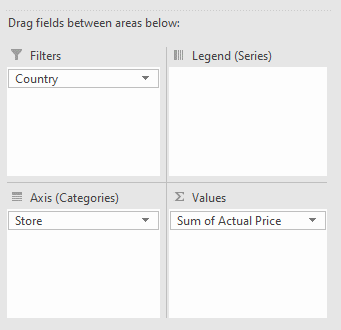 Drag fields between areas below:
Filters
Legend (Series)
Country
Axis (Categories)
Values
Store
Sum of Actual Price